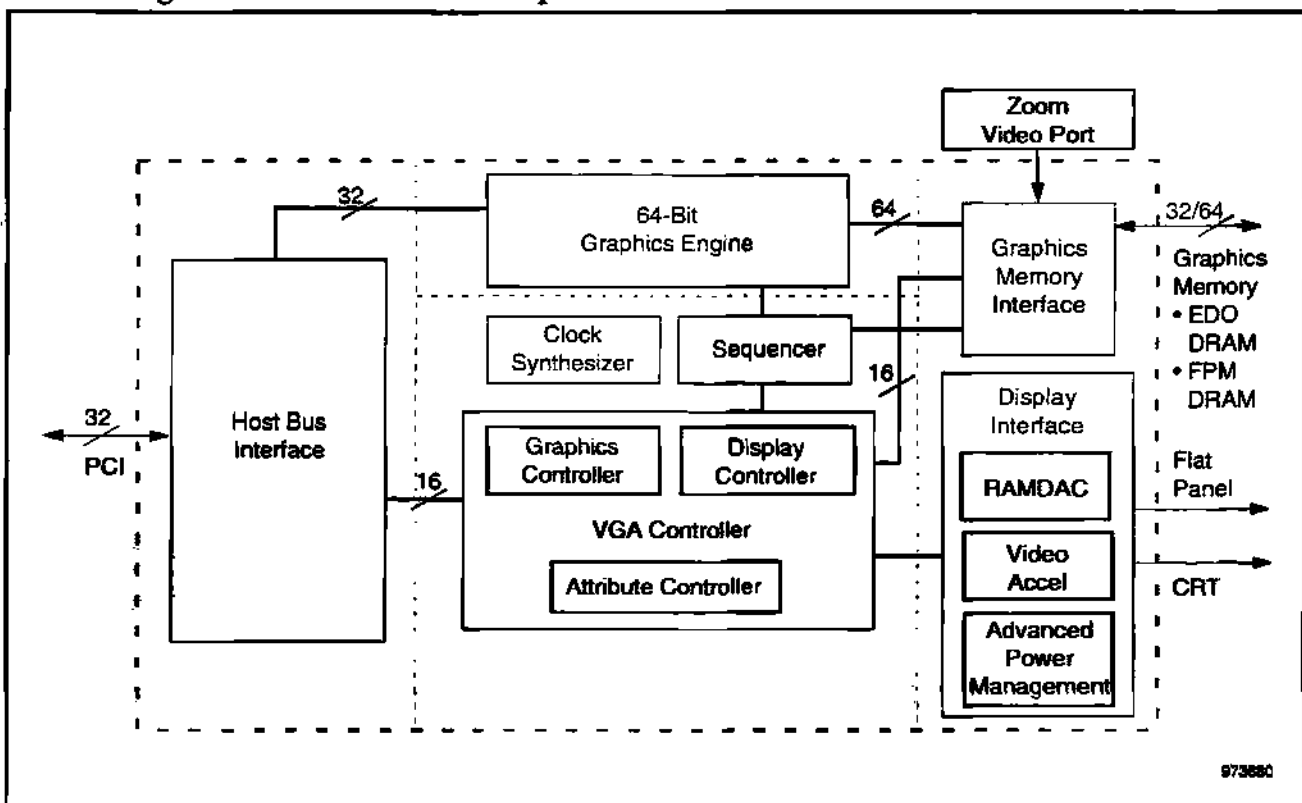 Zoom
Video Port
32
64-Bit
Graphics Engine
64
Graphics
Memory
Interface
32/64
Graphics
Memory
• EDO
DRAM
• FPM
DRAM
Clock
Synthesizer
Sequencer
16
Host Bus
Interface
32
PCI
16
Graphics
Controller
Display
Controller
VGA Controller
Attribute Controller
Display
Interface
RAMDAC
Video
Accel
Advanced
Power
Management
Flat
Panel
CRT
973680